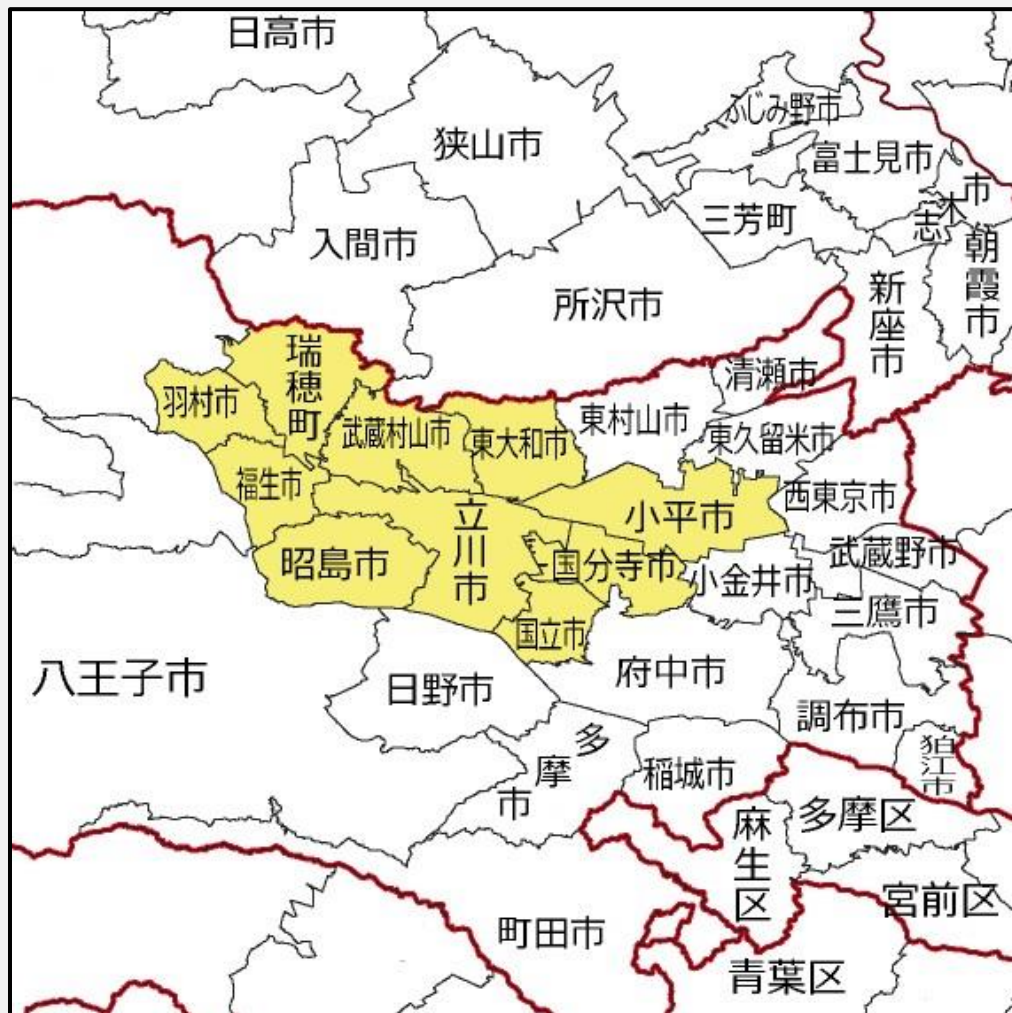 日高市
ふじみ野市
狭山市
富士見市
志木市
三芳町
入間市
朝霞市
所沢市
新座市
瑞穂町
清瀬市
羽村市
武蔵村山市
東大和市
東村山市
東久留米市
福生市
西東京市
立川市
小平市
武蔵野市
昭島市
国分寺市
小金井市
三鷹市
国立市
府中市
八王子市
日野市
調布市
多摩市
稲城市
狛江市
多摩区
麻生区
宮前区
町田市
青葉区